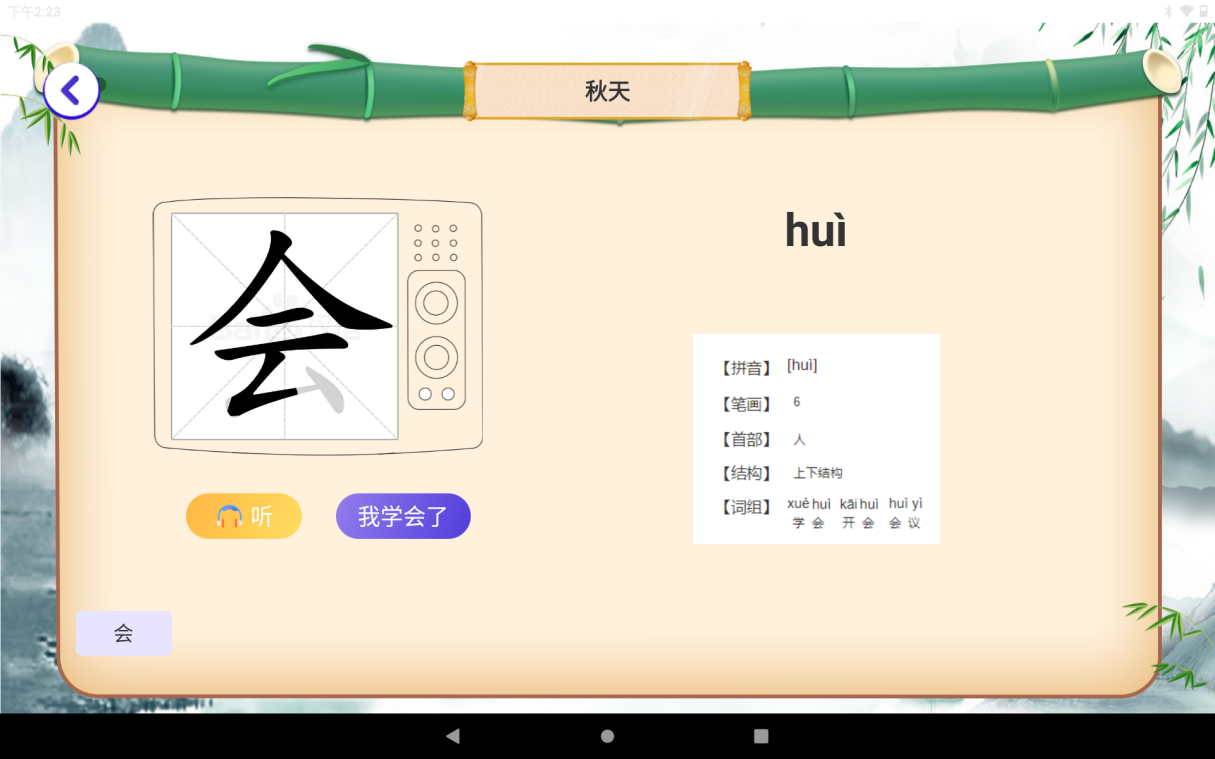 下午2:23
秋天
会
huì
【拼音】 [huì]
【笔画】 6
【首部】 人
【结构】 上下结构
【词组】 xué huì kāi huì huì yì
学 会 开 会 会 议
听
我学会了
会